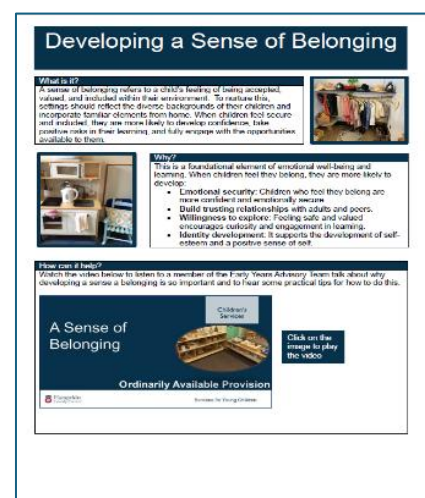 Developing a Sense of Belonging
What is it?
A sense of belonging refers to a child's feeling of being accepted,
valued, and included within their environment. To nurture this,
settings should reflect the diverse backgrounds of their children and
incorporate familiar elements from home. When children feel secure
and included, they are more likely to develop confidence, take
positive risks in their learning, and fully engage with the opportunities
available to them.
Why?
This is a foundational element of emotional well-being and
learning. When children feel they belong, they are more likely to
develop:
• Emotional security: Children who feel they belong are
more confident and emotionally secure.
• Build trusting relationships with adults and peers.
• Willingness to explore: Feeling safe and valued
encourages curiosity and engagement in learning.
• Identity development: It supports the development of self-
esteem and a positive sense of self.
How can it help?
Watch the video below to listen to a member of the Early Years Advisory Team talk about why
developing a sense a belonging is so important and to hear some practical tips for how to do this.
Children's
Services
A Sense of
Belonging
Click on the
image to play
the video
Ordinarily Available Provision
Hampshire
Services for Young Children